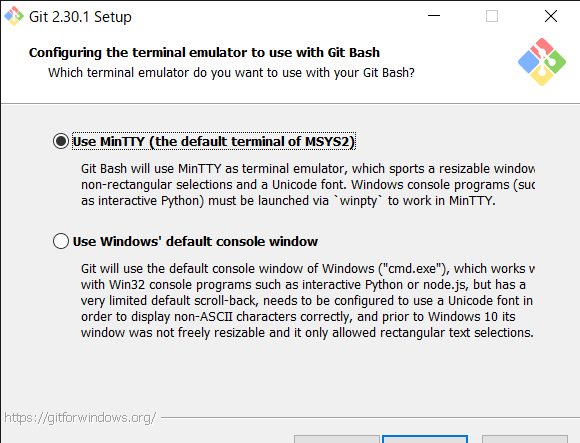 Git 2.30.1 Setup
Configuring the terminal emulator to use with Git Bash
Which terminal emulator do you want to use with your Git Bash?
Use MinTTY (the default terminal of MSYS2)
Git Bash will use MinTTY as terminal emulator, which sports a resizable window
non-rectangular selections and a Unicode font. Windows console programs (suc
as interactive Python) must be launched via `winpty` to work in MinTTY.
Use Windows' default console window
Git will use the default console window of Windows ("cmd.exe"), which works w
with Win32 console programs such as interactive Python or node.js, but has a
very limited default scroll-back, needs to be configured to use a Unicode font in
order to display non-ASCII characters correctly, and prior to Windows 10 its
window was not freely resizable and it only allowed rectangular text selections.
https://gitforwindows.org/